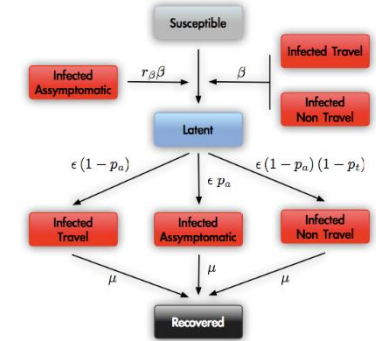 Susceptible
Infected Travel
Infected
Assymptomatic
r_β β
β
Infected
Non Travel
Latent
ϵ (1 − p_a)
ϵ p_a
ϵ (1 − p_a) (1 − p_t)
Infected
Travel
Infected
Assymptomatic
Infected
Non Travel
μ
μ
μ
Recovered